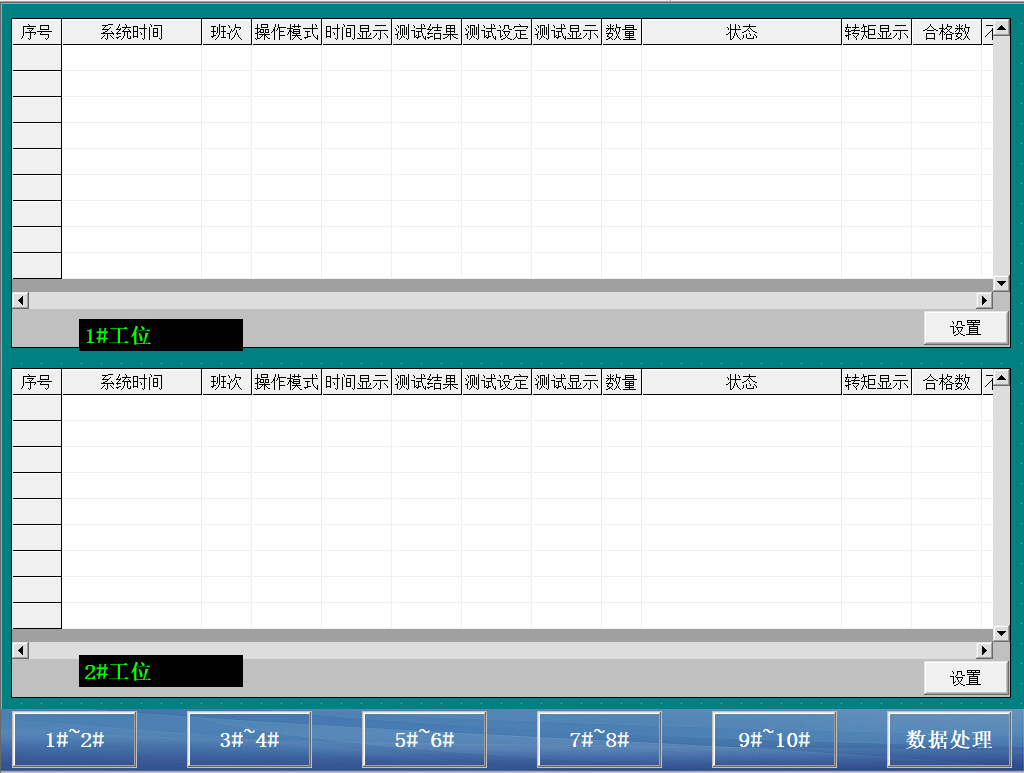 序号 系统时间 班次 操作模式 时间显示 测试结果 测试设定 测试显示 数量 状态 转矩显示 合格数
设置
1#工位
序号 系统时间 班次 操作模式 时间显示 测试结果 测试设定 测试显示 数量 状态 转矩显示 合格数
2#工位
设置
1#~2# 3#~4# 5#~6# 7#~8# 9#~10# 数据处理